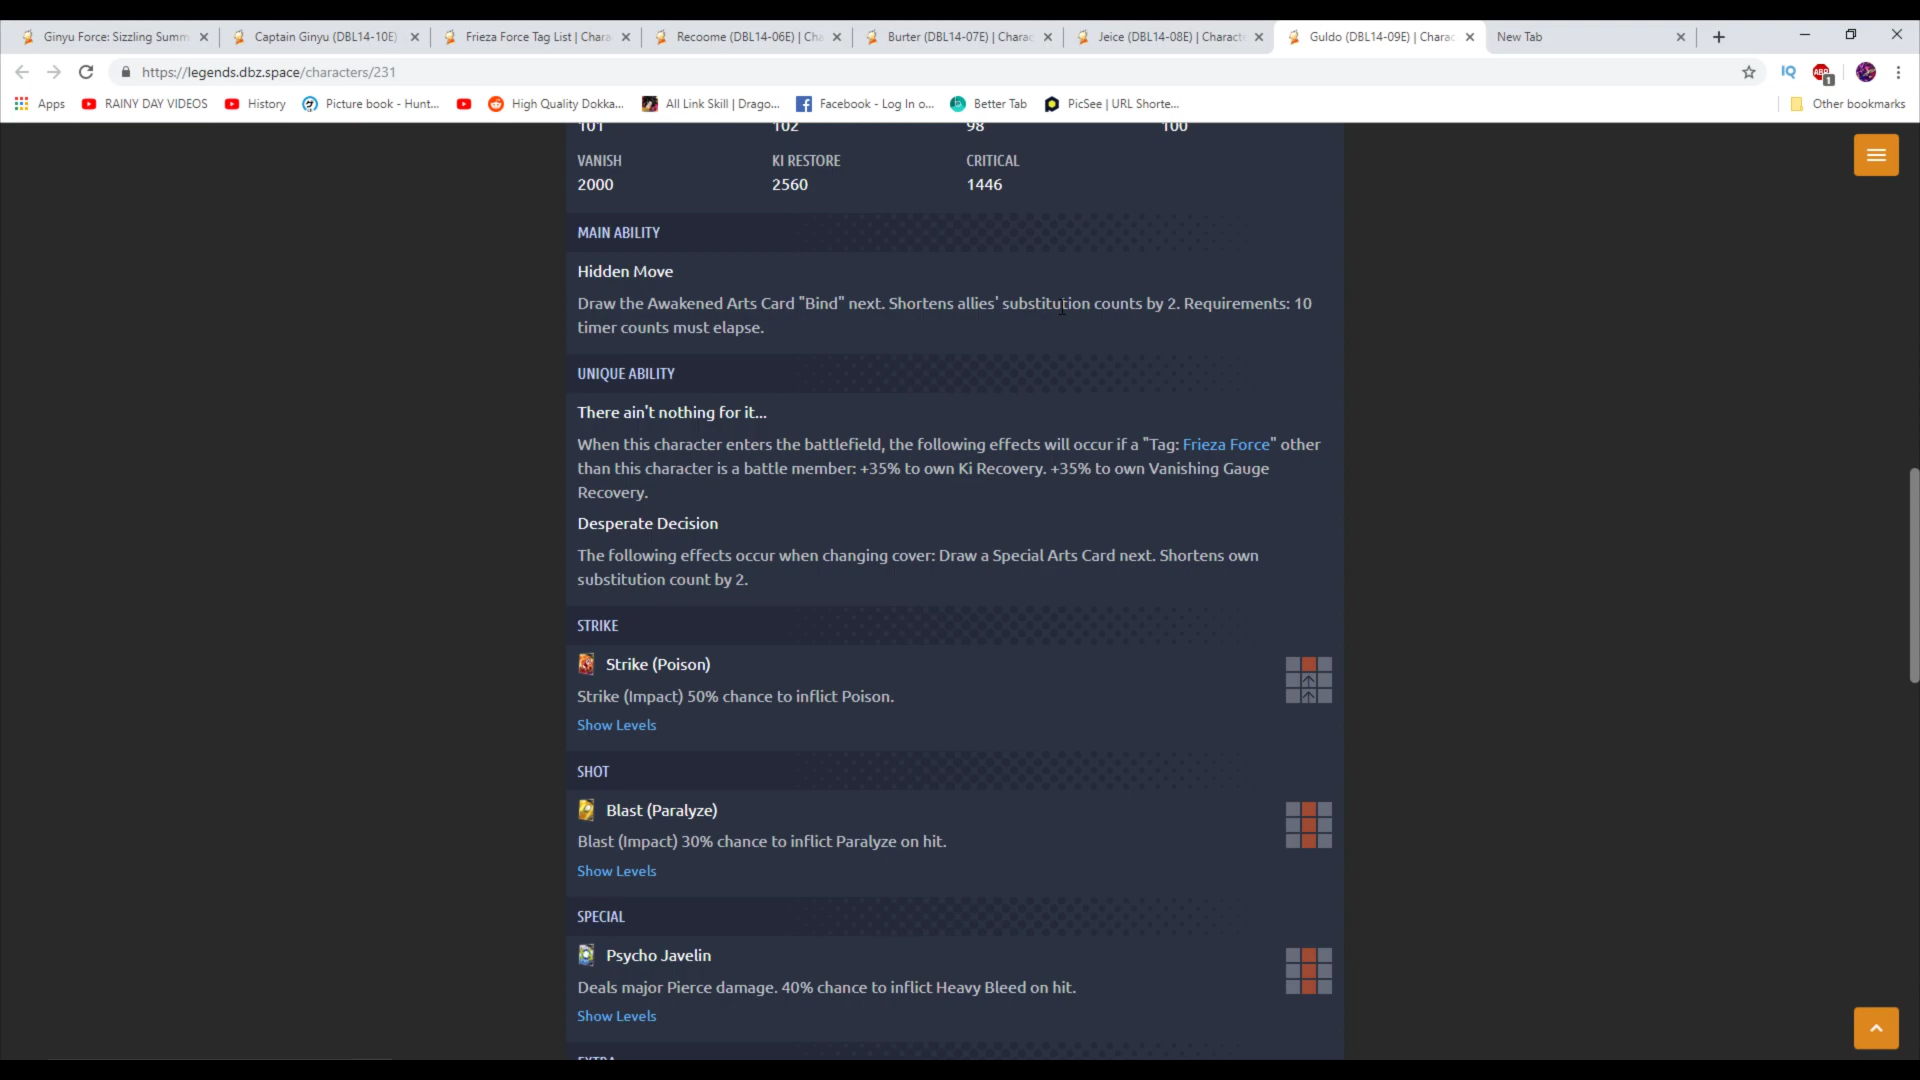 Ginyu Force: Sizzling Summ
Captain Ginyu (DBL14-10E)
Frieza Force Tag List | Chara
Recoome (DBL14-06E) | Cha
Burter (DBL14-07E) | Charac
Jeice (DBL14-08E) | Characte
Guldo (DBL14-09E) | Charac
New Tab
https://legends.dbz.space/characters/231
IQ
ABP
1
Apps
RAINY DAY VIDEOS
History
Picture book - Hunt...
High Quality Dokka...
All Link Skill | Drago...
Facebook - Log In o...
Better Tab
PicSee | URL Shorte...
Other bookmarks
101 102 98 100
VANISH KI RESTORE CRITICAL
2000 2560 1446
MAIN ABILITY
Hidden Move
Draw the Awakened Arts Card "Bind" next. Shortens allies' substitution counts by 2. Requirements: 10
timer counts must elapse.
UNIQUE ABILITY
There ain't nothing for it...
When this character enters the battlefield, the following effects will occur if a "Tag: Frieza Force" other
than this character is a battle member: +35% to own Ki Recovery. +35% to own Vanishing Gauge
Recovery.
Desperate Decision
The following effects occur when changing cover: Draw a Special Arts Card next. Shortens own
substitution count by 2.
STRIKE
Strike (Poison)
Strike (Impact) 50% chance to inflict Poison.
Show Levels
SHOT
Blast (Paralyze)
Blast (Impact) 30% chance to inflict Paralyze on hit.
Show Levels
SPECIAL
Psycho Javelin
Deals major Pierce damage. 40% chance to inflict Heavy Bleed on hit.
Show Levels
EXTRA